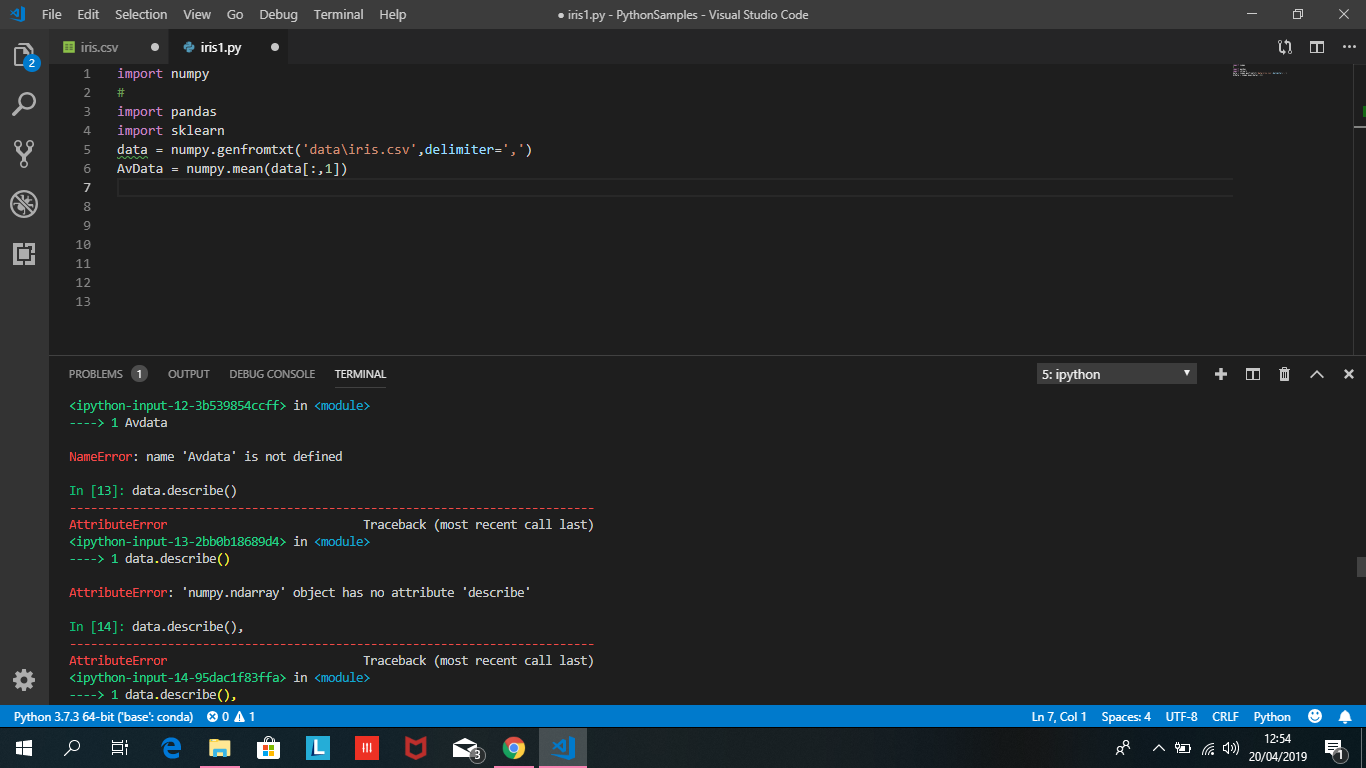 File Edit Selection View Go Debug Terminal Help ● iris1.py - PythonSamples - Visual Studio Code
iris.csv ● iris1.py ●
2
1 import numpy
2 #
3 import pandas
4 import sklearn
5 data = numpy.genfromtxt('data\iris.csv',delimiter=',')
6 AvData = numpy.mean(data[:,1])
7
8
9
10
11
12
13
PROBLEMS 1 OUTPUT DEBUG CONSOLE TERMINAL 5: ipython
<ipython-input-12-3b539854ccff> in <module>
----> 1 Avdata
NameError: name 'Avdata' is not defined
In [13]: data.describe()
---------------------------------------------------------------------------
AttributeError Traceback (most recent call last)
<ipython-input-13-2bb0b18689d4> in <module>
----> 1 data.describe()
AttributeError: 'numpy.ndarray' object has no attribute 'describe'
In [14]: data.describe(),
---------------------------------------------------------------------------
AttributeError Traceback (most recent call last)
<ipython-input-14-95dac1f83ffa> in <module>
----> 1 data.describe(),
Python 3.7.3 64-bit ('base': conda) 0 1 Ln 7, Col 1 Spaces: 4 UTF-8 CRLF Python
L 3 12:54
20/04/2019 1